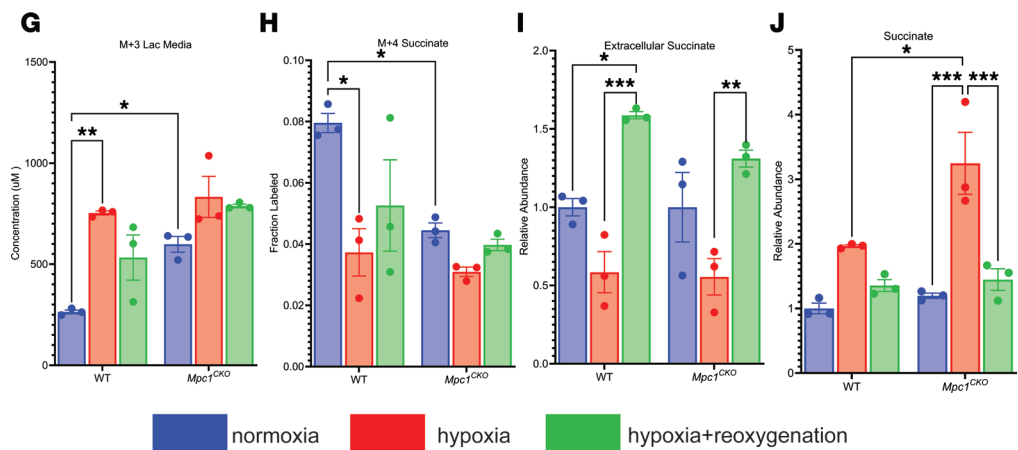 G
M+3 Lac Media
Concentration (uM )
1500
1000
500
0
*
**
WT
Mpc1CKO
H
M+4 Succinate
Fraction Labeled
0.10
0.08
0.06
0.04
0.02
0.00
*
*
WT
Mpc1CKO
I
Extracellular Succinate
Relative Abundance
2.0
1.5
1.0
0.5
0.0
*
***
**
WT
Mpc1CKO
J
Succinate
Relative Abundance
5
4
3
2
1
0
*
*** ***
WT
Mpc1CKO
normoxia hypoxia hypoxia+reoxygenation